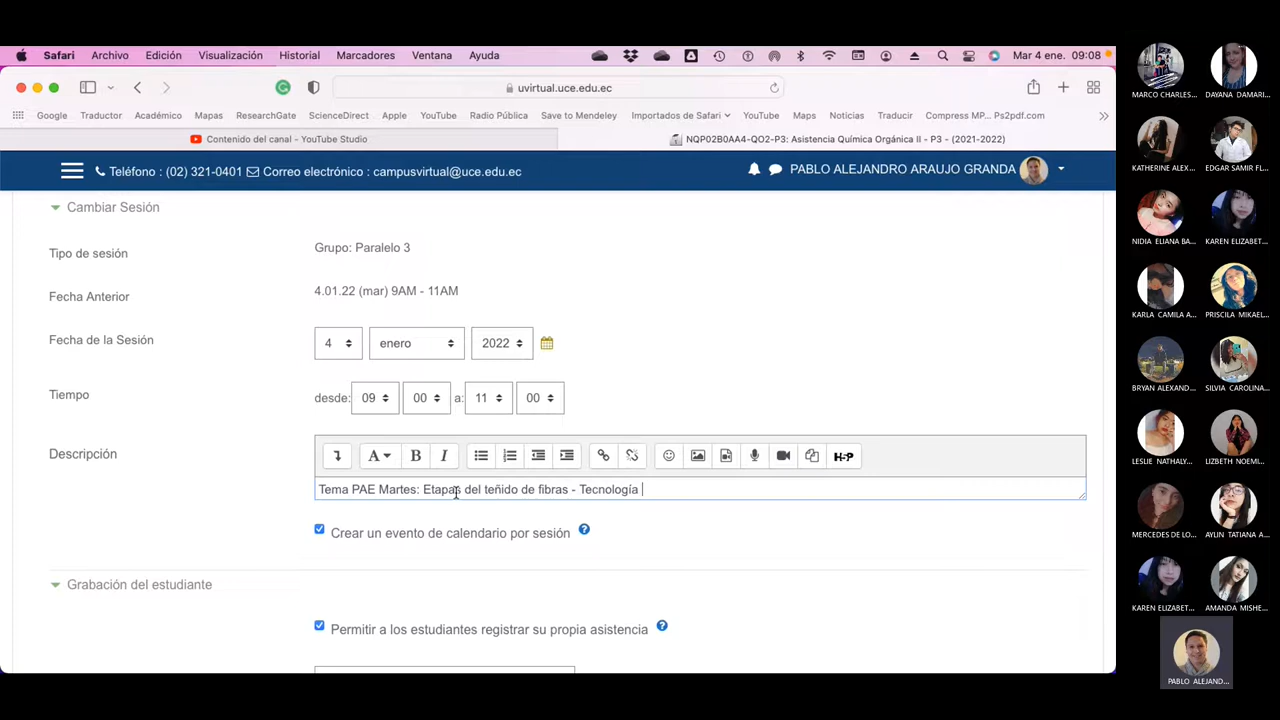 Safari Archivo Edición Visualización Historial Marcadores Ventana Ayuda Mar 4 ene. 09:08
uvirtual.uce.edu.ec
Google Traductor Académico Mapas ResearchGate ScienceDirect Apple YouTube Radio Pública Save to Mendeley Importados de Safari YouTube Maps Noticias Traducir Compress MP... Ps2pdf.com
Contenido del canal – YouTube Studio NQP02B0AA4-QO2-P3: Asistencia Química Orgánica II - P3 - (2021-2022)
Teléfono : (02) 321-0401 Correo electrónico : campusvirtual@uce.edu.ec PABLO ALEJANDRO ARAUJO GRANDA
Cambiar Sesión
Tipo de sesión Grupo: Paralelo 3
Fecha Anterior 4.01.22 (mar) 9AM - 11AM
Fecha de la Sesión 4 enero 2022
Tiempo desde: 09 00 a: 11 00
Descripción
A B I H-P
Tema PAE Martes: Etapas del teñido de fibras - Tecnología
Crear un evento de calendario por sesión
Grabación del estudiante
Permitir a los estudiantes registrar su propia asistencia
MARCO CHARLES... DAYANA DAMARI...
KATHERINE ALEX... EDGAR SAMIR FL...
NIDIA ELIANA BA... KAREN ELIZABET...
KARLA CAMILA A... PRISCILA MIKAEL...
BRYAN ALEXAND... SILVIA CAROLINA...
LESLIE NATHALY... LIZBETH NOEMI...
MERCEDES DE LO... AYLIN TATIANA A...
KAREN ELIZABET... AMANDA MISHE...
PABLO ALEJAND...